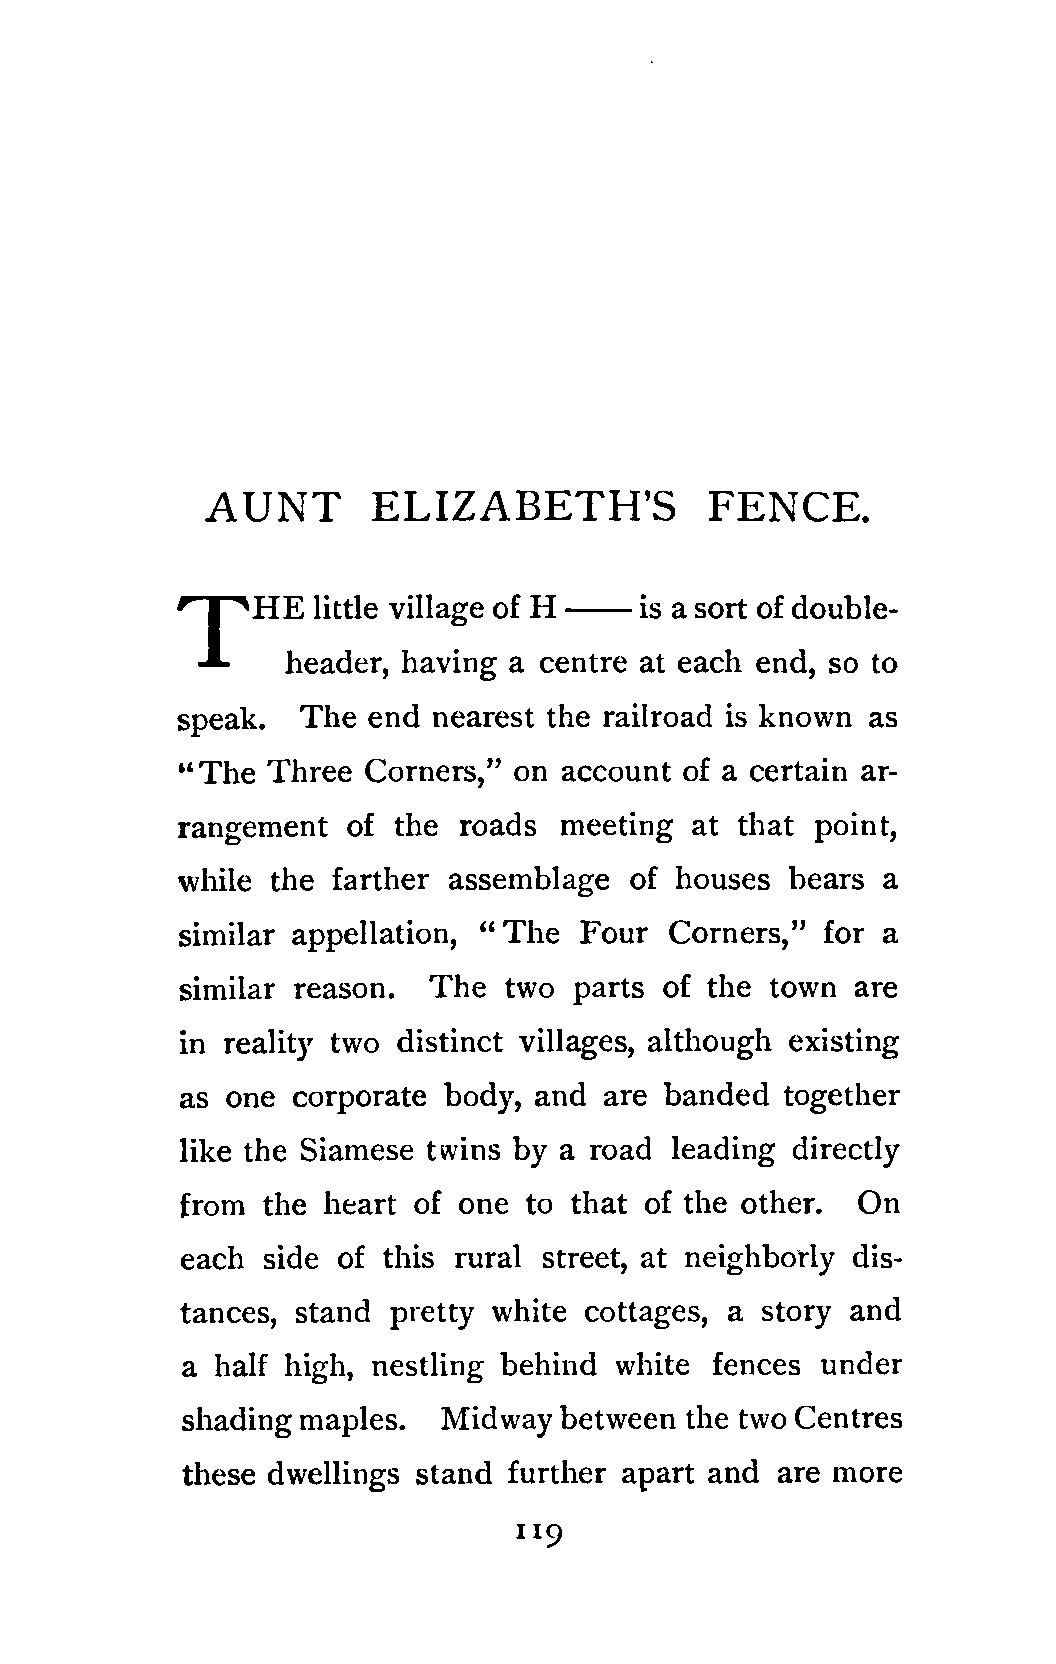 AUNT ELIZABETH'S FENCE.
THE little village of H —— is a sort of double-
header, having a centre at each end, so to
speak. The end nearest the railroad is known as
"The Three Corners," on account of a certain ar-
rangement of the roads meeting at that point,
while the farther assemblage of houses bears a
similar appellation, "The Four Corners," for a
similar reason. The two parts of the town are
in reality two distinct villages, although existing
as one corporate body, and are banded together
like the Siamese twins by a road leading directly
from the heart of one to that of the other. On
each side of this rural street, at neighborly dis-
tances, stand pretty white cottages, a story and
a half high, nestling behind white fences under
shading maples. Midway between the two Centres
these dwellings stand further apart and are more
119